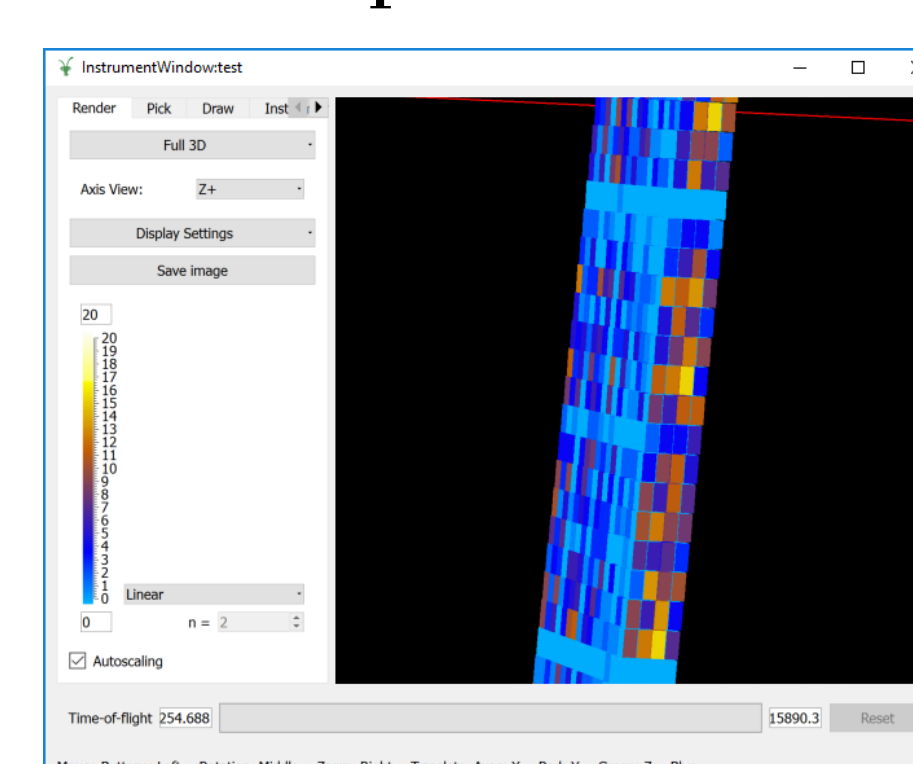 InstrumentWindow:test
Render Pick Draw Inst
Full 3D
Axis View: Z+
Display Settings
Save image
20
20
19
18
17
16
15
14
13
12
11
10
9
8
7
6
5
4
3
2
1
0
Linear
0 n = 2
Autoscaling
Time-of-flight 254.688 15890.3 Reset